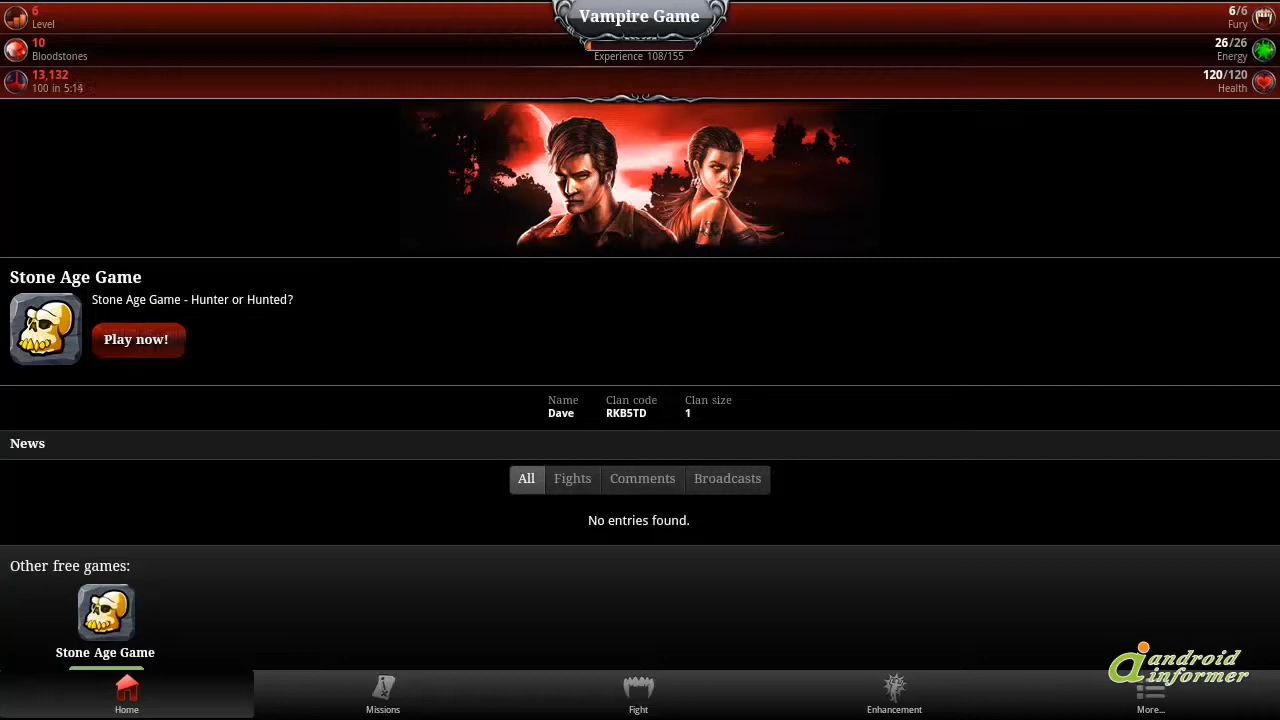 6
Level
Vampire Game
6/6
Fury
10
Bloodstones
Experience 108/155
26/26
Energy
13,132
100 in 5:14
120/120
Health
Stone Age Game
Stone Age Game - Hunter or Hunted?
Play now!
Name Clan code Clan size
Dave RKB5TD 1
News
All Fights Comments Broadcasts
No entries found.
Other free games:
Stone Age Game
android
informer
Home Missions Fight Enhancement More...